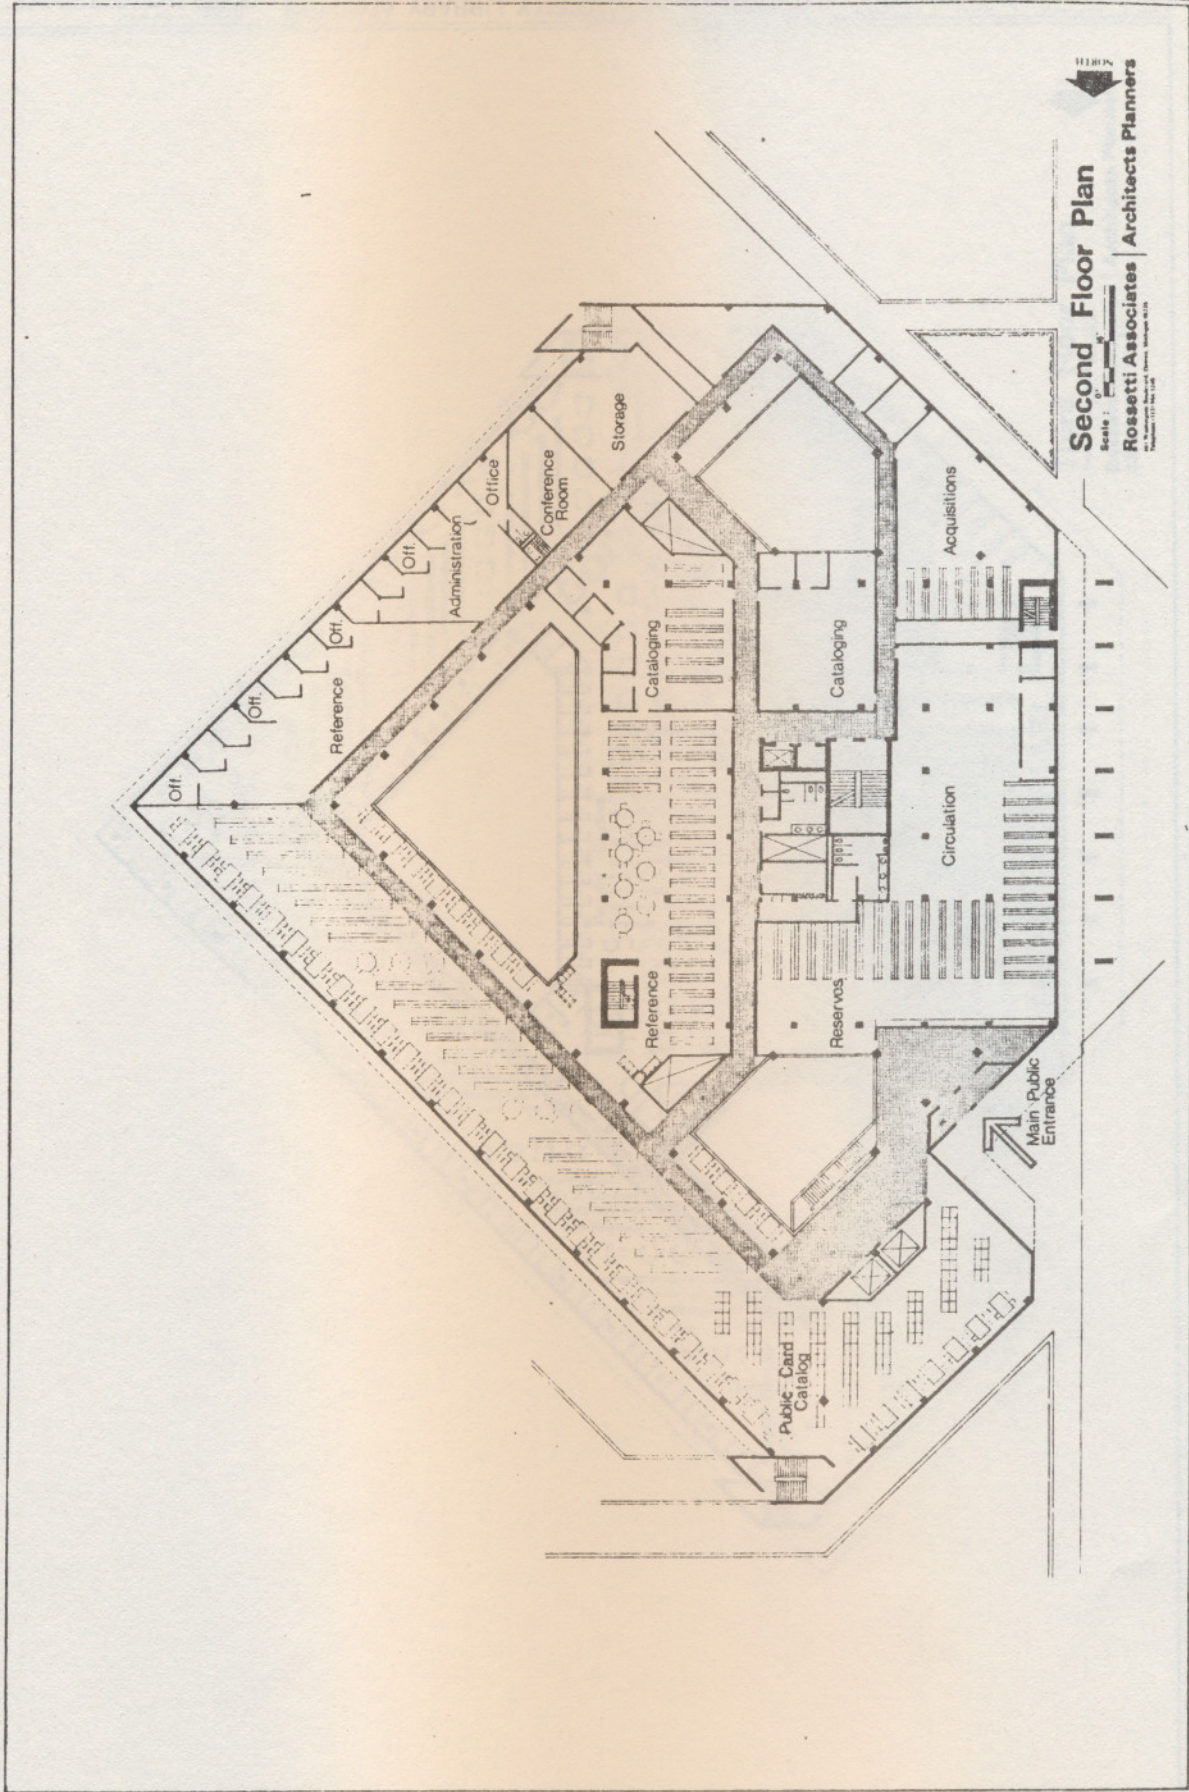 Off.
Off.
Off.
Off.
Reference
Administration
Office
Conference
Room
Storage
Cataloging
Reference
Cataloging
Acquisitions
Circulation
Reserves
Public Card
Catalog
Main Public
Entrance
NORTH
Second Floor Plan
Scale :
Rossetti Associates | Architects Planners